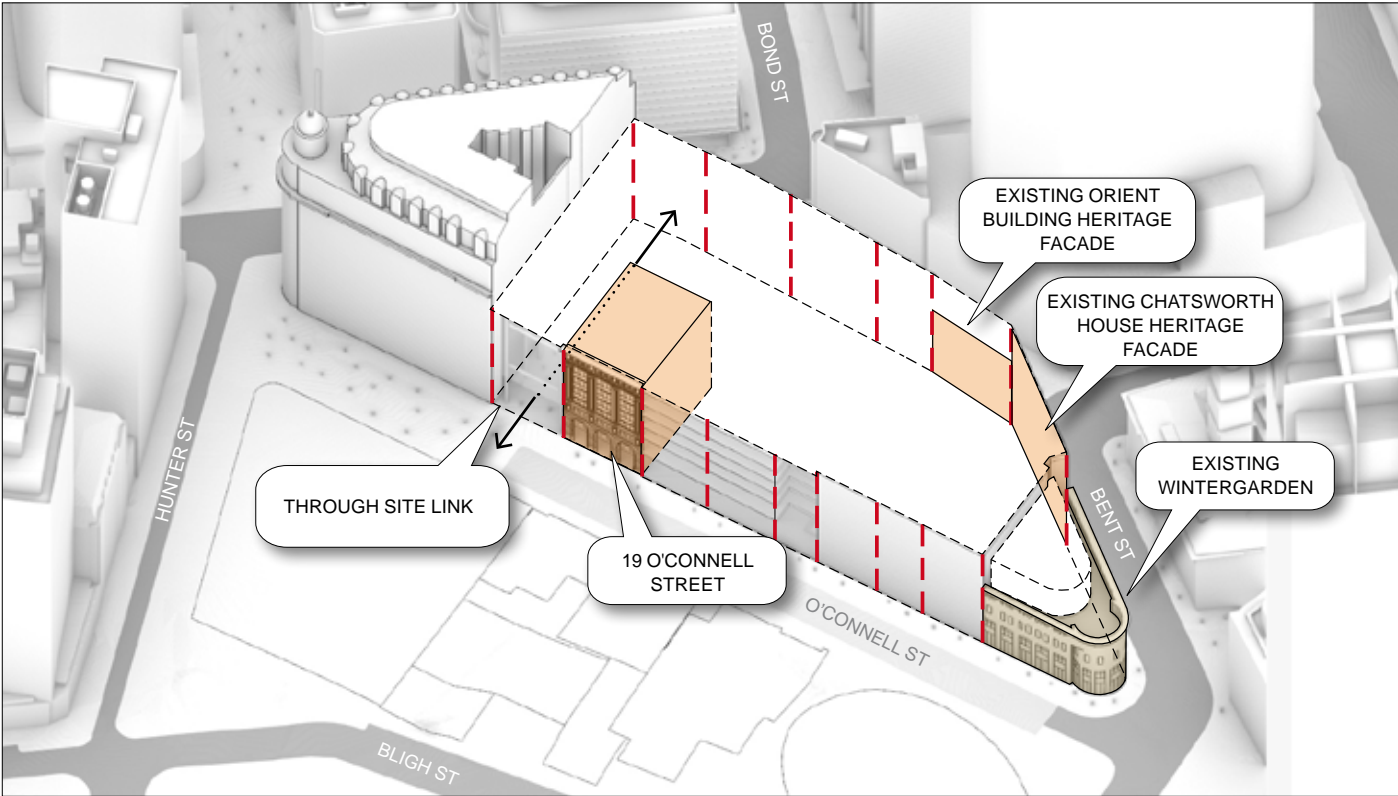 BOND ST
EXISTING ORIENT
BUILDING HERITAGE
FACADE
EXISTING CHATSWORTH
HOUSE HERITAGE
FACADE
EXISTING
WINTERGARDEN
BENT ST
HUNTER ST
THROUGH SITE LINK
19 O'CONNELL
STREET
O'CONNELL ST
BLIGH ST